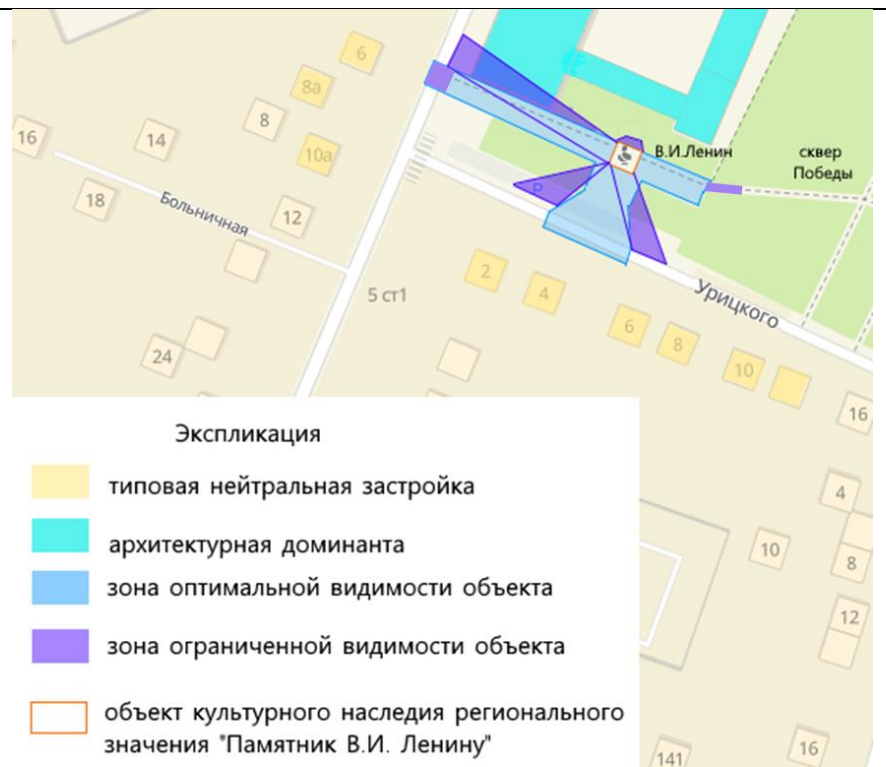 6
8а
8
16
14
10а
В.И.Ленин
сквер
Победы
Р
18
Больничная
12
2
4
5 ст1
Урицкого
6
8
24
10
16
Экспликация
типовая нейтральная застройка
4
архитектурная доминанта
10
8
зона оптимальной видимости объекта
12
зона ограниченной видимости объекта
объект культурного наследия регионального
значения "Памятник В.И. Ленину"
141
16